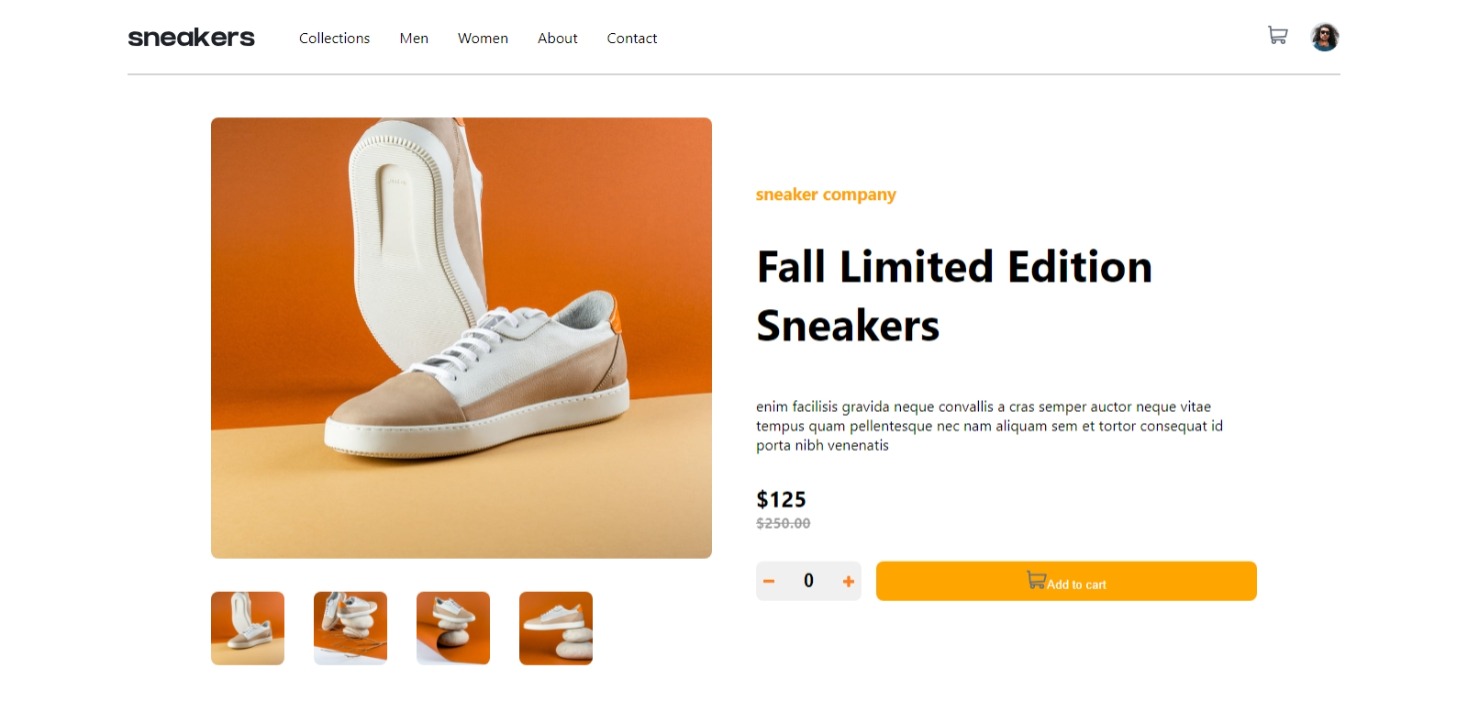 sneakers Collections Men Women About Contact
sneaker company
Fall Limited Edition
Sneakers
enim facilisis gravida neque convallis a cras semper auctor neque vitae
tempus quam pellentesque nec nam aliquam sem et tortor consequat id
porta nibh venenatis
$125
$250.00
− 0 + Add to cart